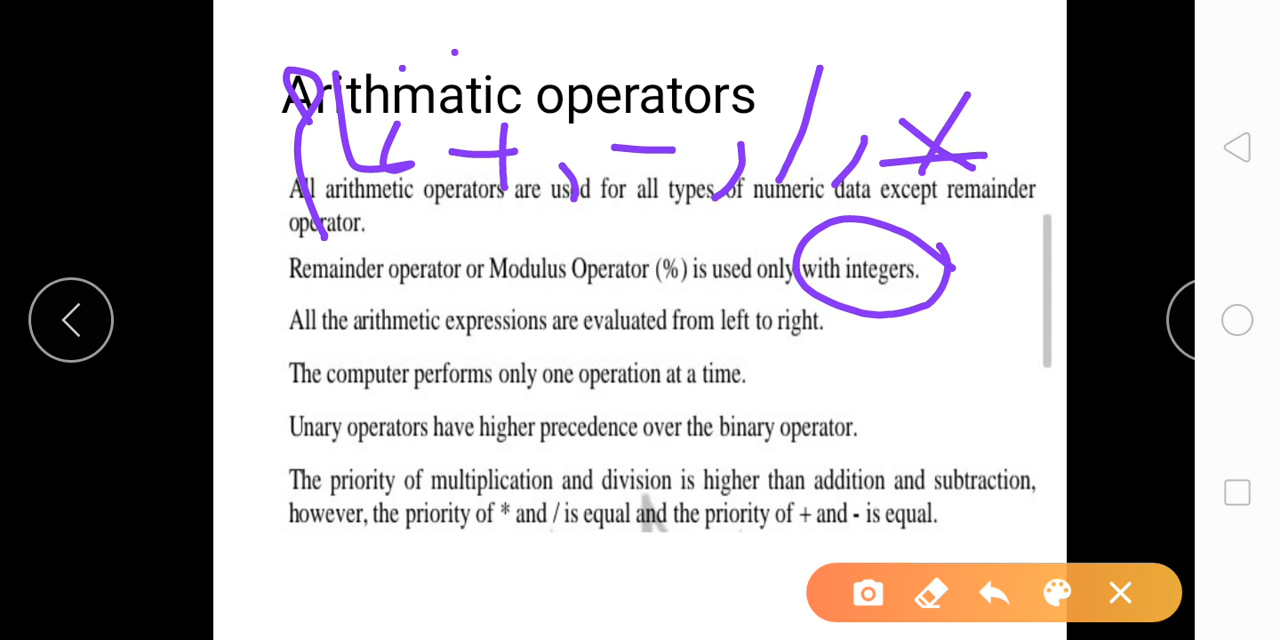 Arithmatic operators
+ , - , / , *
All arithmetic operators are used for all types of numeric data except remainder
operator.
Remainder operator or Modulus Operator (%) is used only with integers.
All the arithmetic expressions are evaluated from left to right.
The computer performs only one operation at a time.
Unary operators have higher precedence over the binary operator.
The priority of multiplication and division is higher than addition and subtraction,
however, the priority of * and / is equal and the priority of + and - is equal.